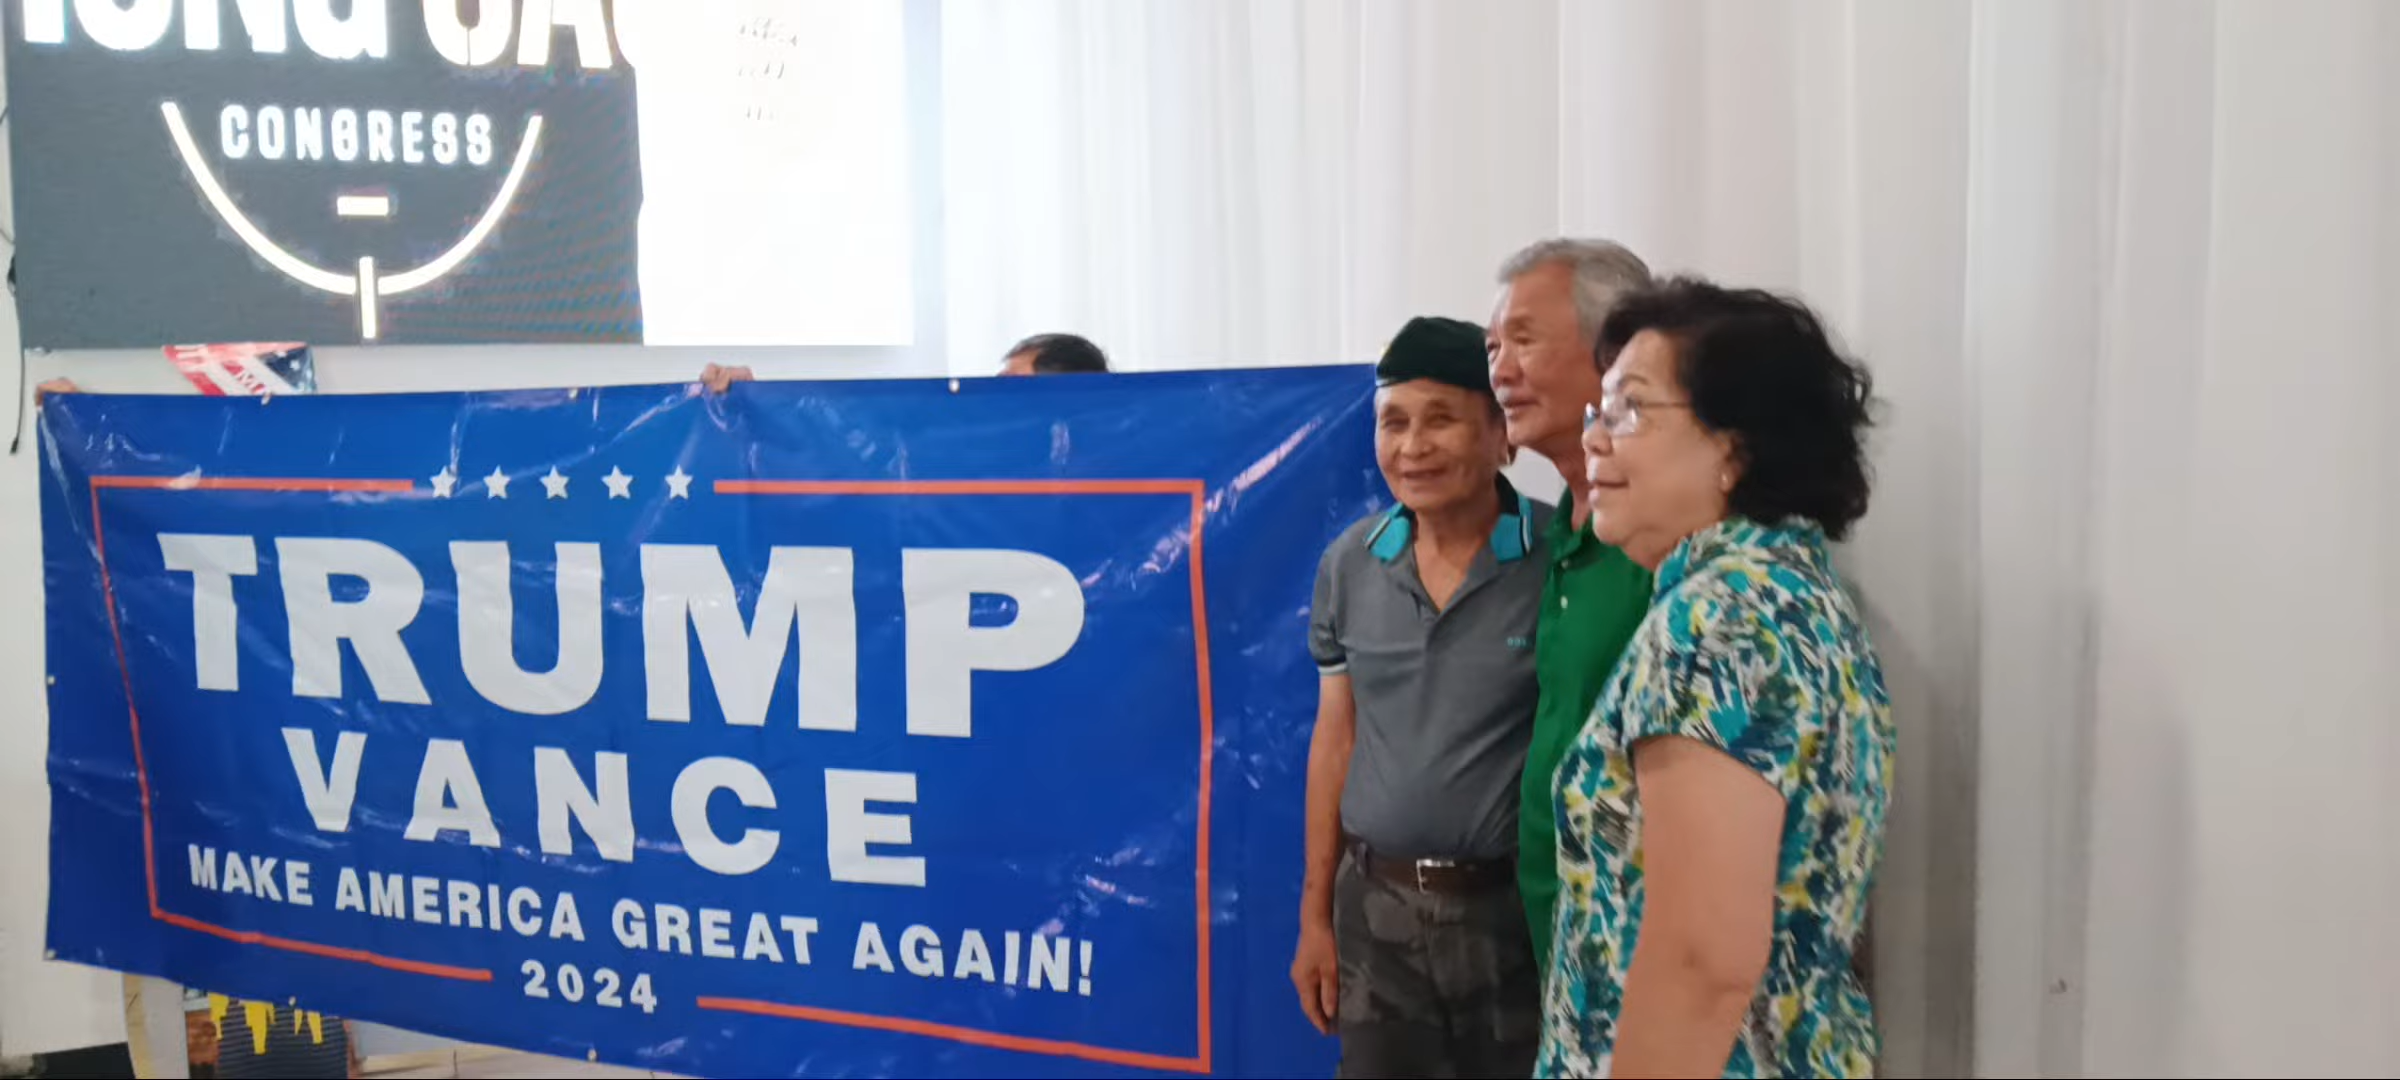 CONGRESS
TRUMP
VANCE
MAKE AMERICA GREAT AGAIN!
2024